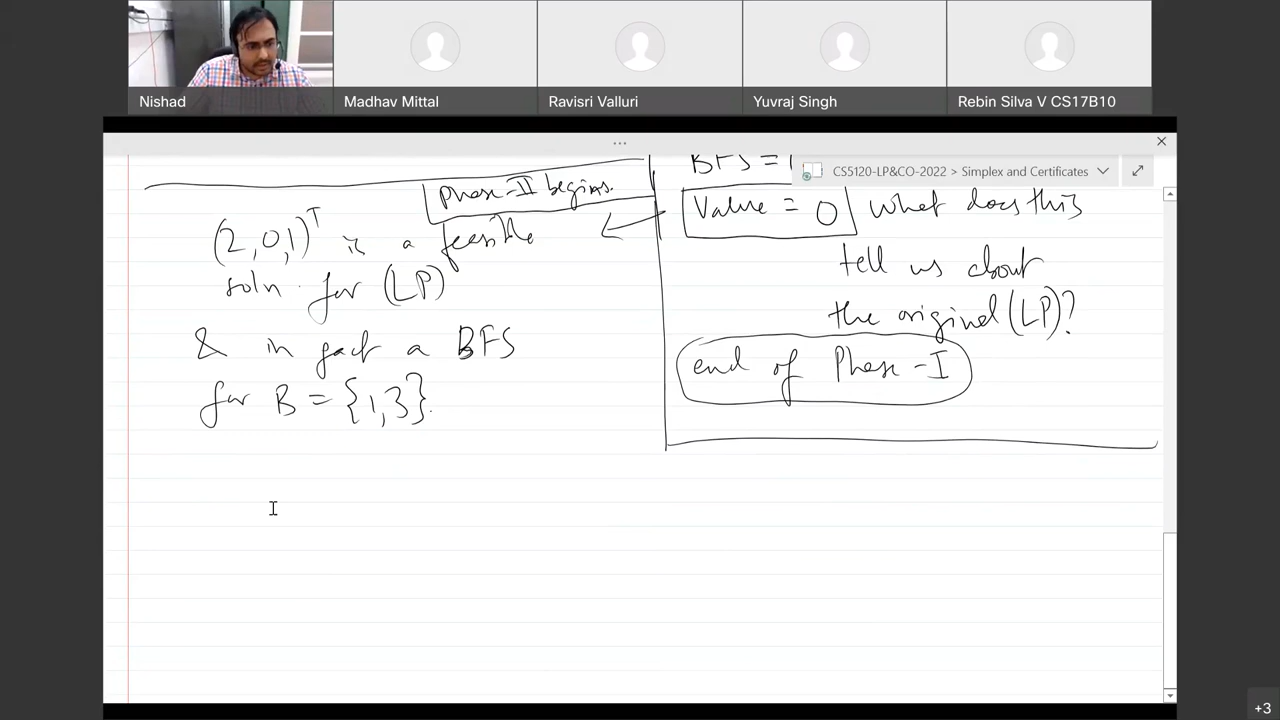 Nishad
Madhav Mittal
Ravisri Valluri
Yuvraj Singh
Rebin Silva V CS17B10
CS5120-LP&CO-2022 > Simplex and Certificates
Phase-II begins.
(2,0,1)^T is a feasible
soln. for (LP)
& in fact a BFS
for B = {1,3}.
BFS =
Value = 0 what does this
tell us about
the original (LP)?
end of Phase-I
+3